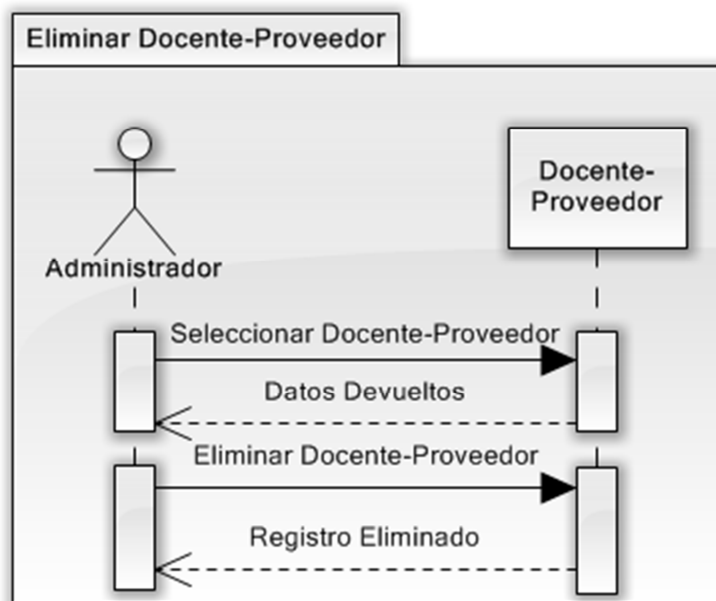 Eliminar Docente-Proveedor
Docente-
Proveedor
Administrador
Seleccionar Docente-Proveedor
Datos Devueltos
Eliminar Docente-Proveedor
Registro Eliminado